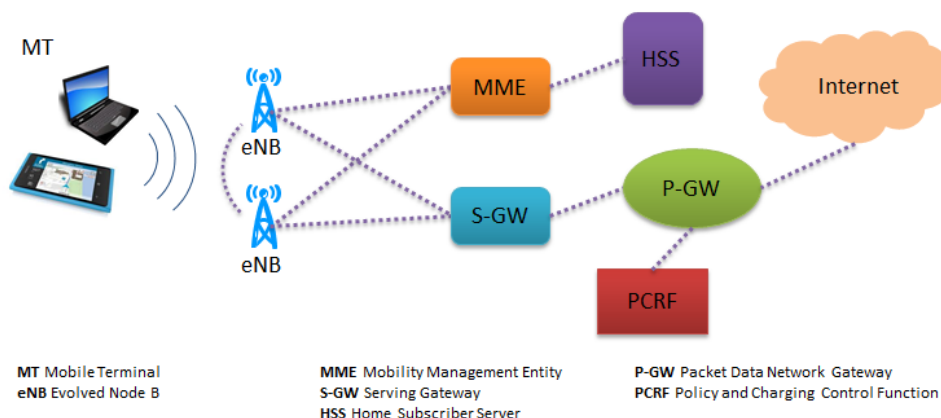 MT
HSS
MME
Internet
eNB
P-GW
S-GW
eNB
PCRF
MT Mobile Terminal
eNB Evolved Node B
MME Mobility Management Entity
S-GW Serving Gateway
HSS Home Subscriber Server
P-GW Packet Data Network Gateway
PCRF Policy and Charging Control Function